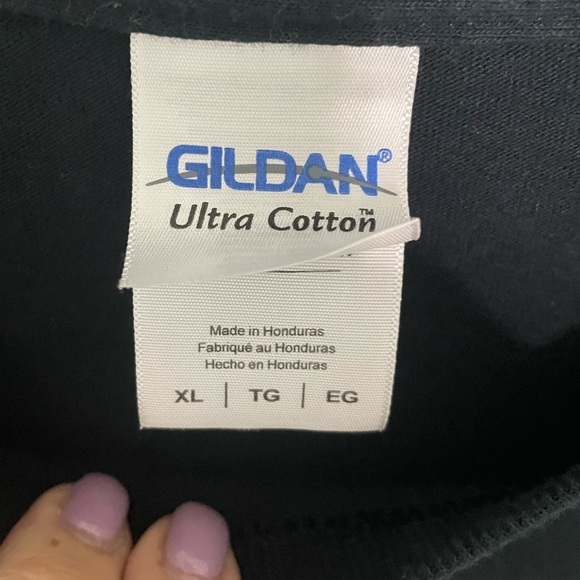 GILDAN®
Ultra Cotton™
Made in Honduras
Fabriqué au Honduras
Hecho en Honduras
XL | TG | EG